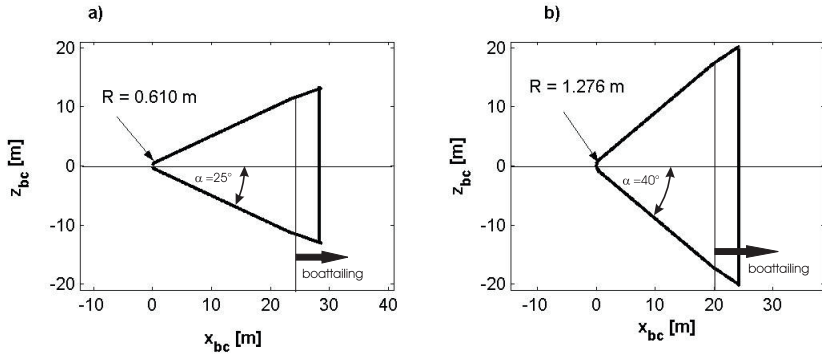 a)
20
10
0
-10
-20
z_bc [m]
R = 0.610 m
α =25°
boattailing
-10 0 10 20 30 40
x_bc [m]
b)
20
10
0
-10
-20
z_bc [m]
R = 1.276 m
α =40°
boattailing
-10 0 10 20 30
x_bc [m]